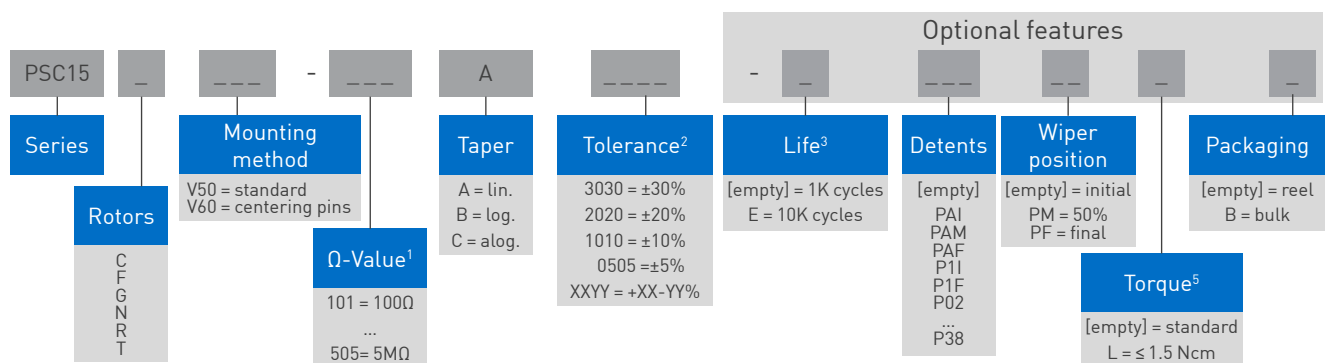 Optional features
PSC15 _ _ _ _ - _ _ _ A _ _ _ _ - _ _ _ _ _ _ _ _
Series
Rotors
C
F
G
N
R
T
Mounting
method
V50 = standard
V60 = centering pins
Ω-Value¹
101 = 100Ω
...
505= 5MΩ
Taper
A = lin.
B = log.
C = alog.
Tolerance²
3030 = ±30%
2020 = ±20%
1010 = ±10%
0505 =±5%
XXYY = +XX-YY%
Life³
[empty] = 1K cycles
E = 10K cycles
Detents
[empty]
PAI
PAM
PAF
P1I
P1F
P02
...
P38
Wiper
position
[empty] = initial
PM = 50%
PF = final
Torque⁵
[empty] = standard
L = ≤ 1.5 Ncm
Packaging
[empty] = reel
B = bulk